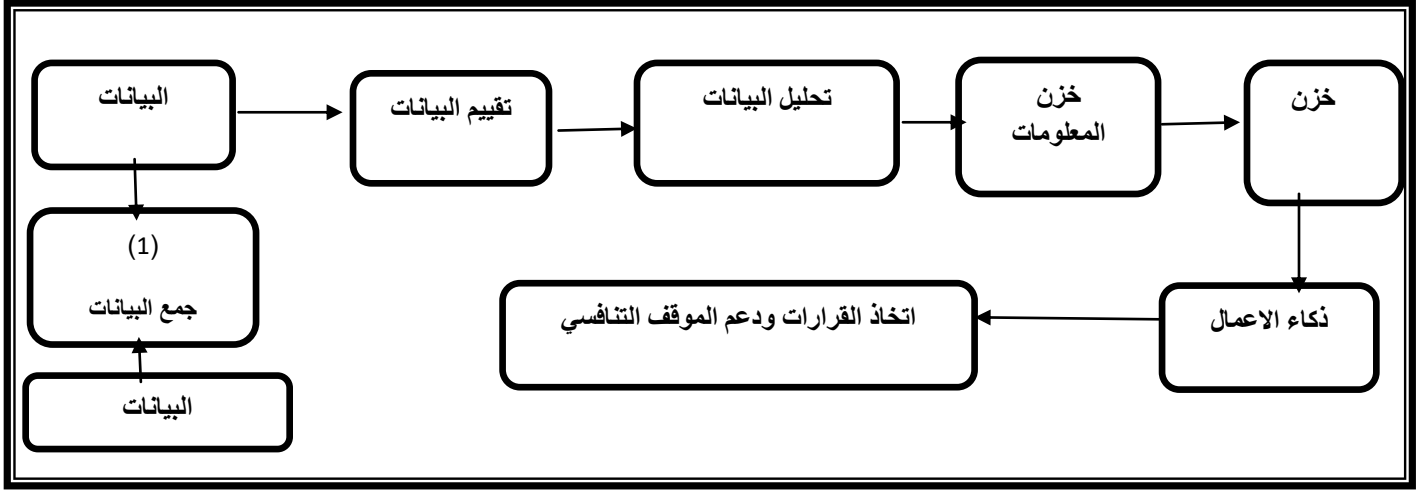 البيانات
تقييم البيانات
تحليل البيانات
خزن
المعلومات
خزن
(1)
جمع البيانات
البيانات
ذكاء الاعمال
اتخاذ القرارات ودعم الموقف التنافسي